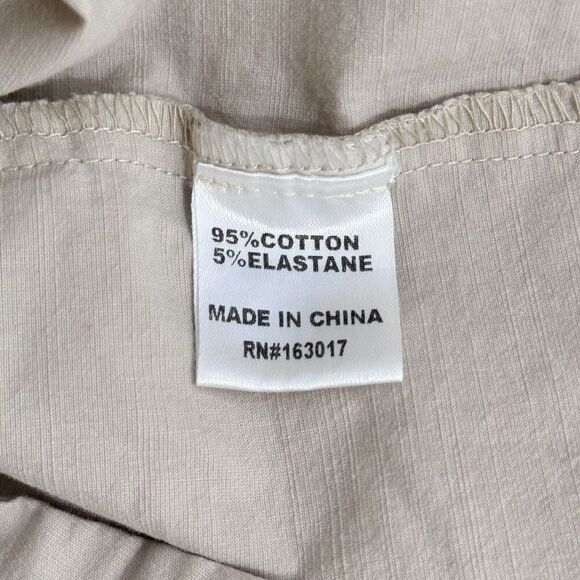 95%COTTON
5%ELASTANE
MADE IN CHINA
RN#163017